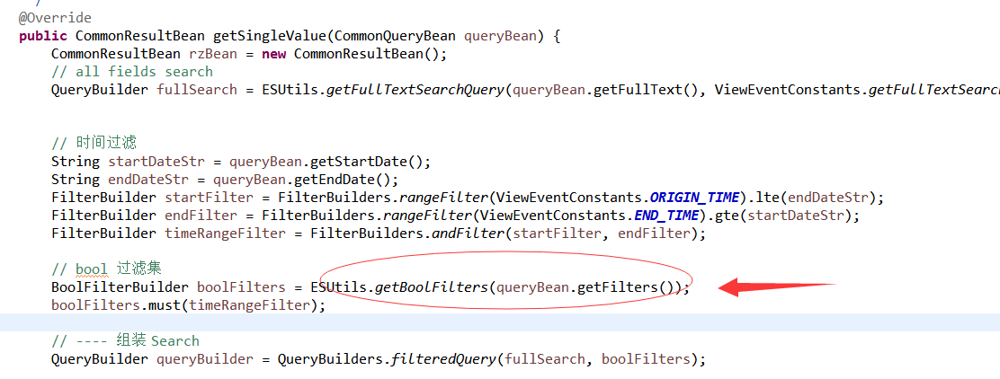 /
@Override
public CommonResultBean getSingleValue(CommonQueryBean queryBean) {
CommonResultBean rzBean = new CommonResultBean();
// all fields search
QueryBuilder fullSearch = ESUtils.getFullTextSearchQuery(queryBean.getFullText(), ViewEventConstants.getFullTextSearch
// 时间过滤
String startDateStr = queryBean.getStartDate();
String endDateStr = queryBean.getEndDate();
FilterBuilder startFilter = FilterBuilders.rangeFilter(ViewEventConstants.ORIGIN_TIME).lte(endDateStr);
FilterBuilder endFilter = FilterBuilders.rangeFilter(ViewEventConstants.END_TIME).gte(startDateStr);
FilterBuilder timeRangeFilter = FilterBuilders.andFilter(startFilter, endFilter);
// bool 过滤集
BoolFilterBuilder boolFilters = ESUtils.getBoolFilters(queryBean.getFilters());
boolFilters.must(timeRangeFilter);
// ---- 组装 Search
QueryBuilder queryBuilder = QueryBuilders.filteredQuery(fullSearch, boolFilters);